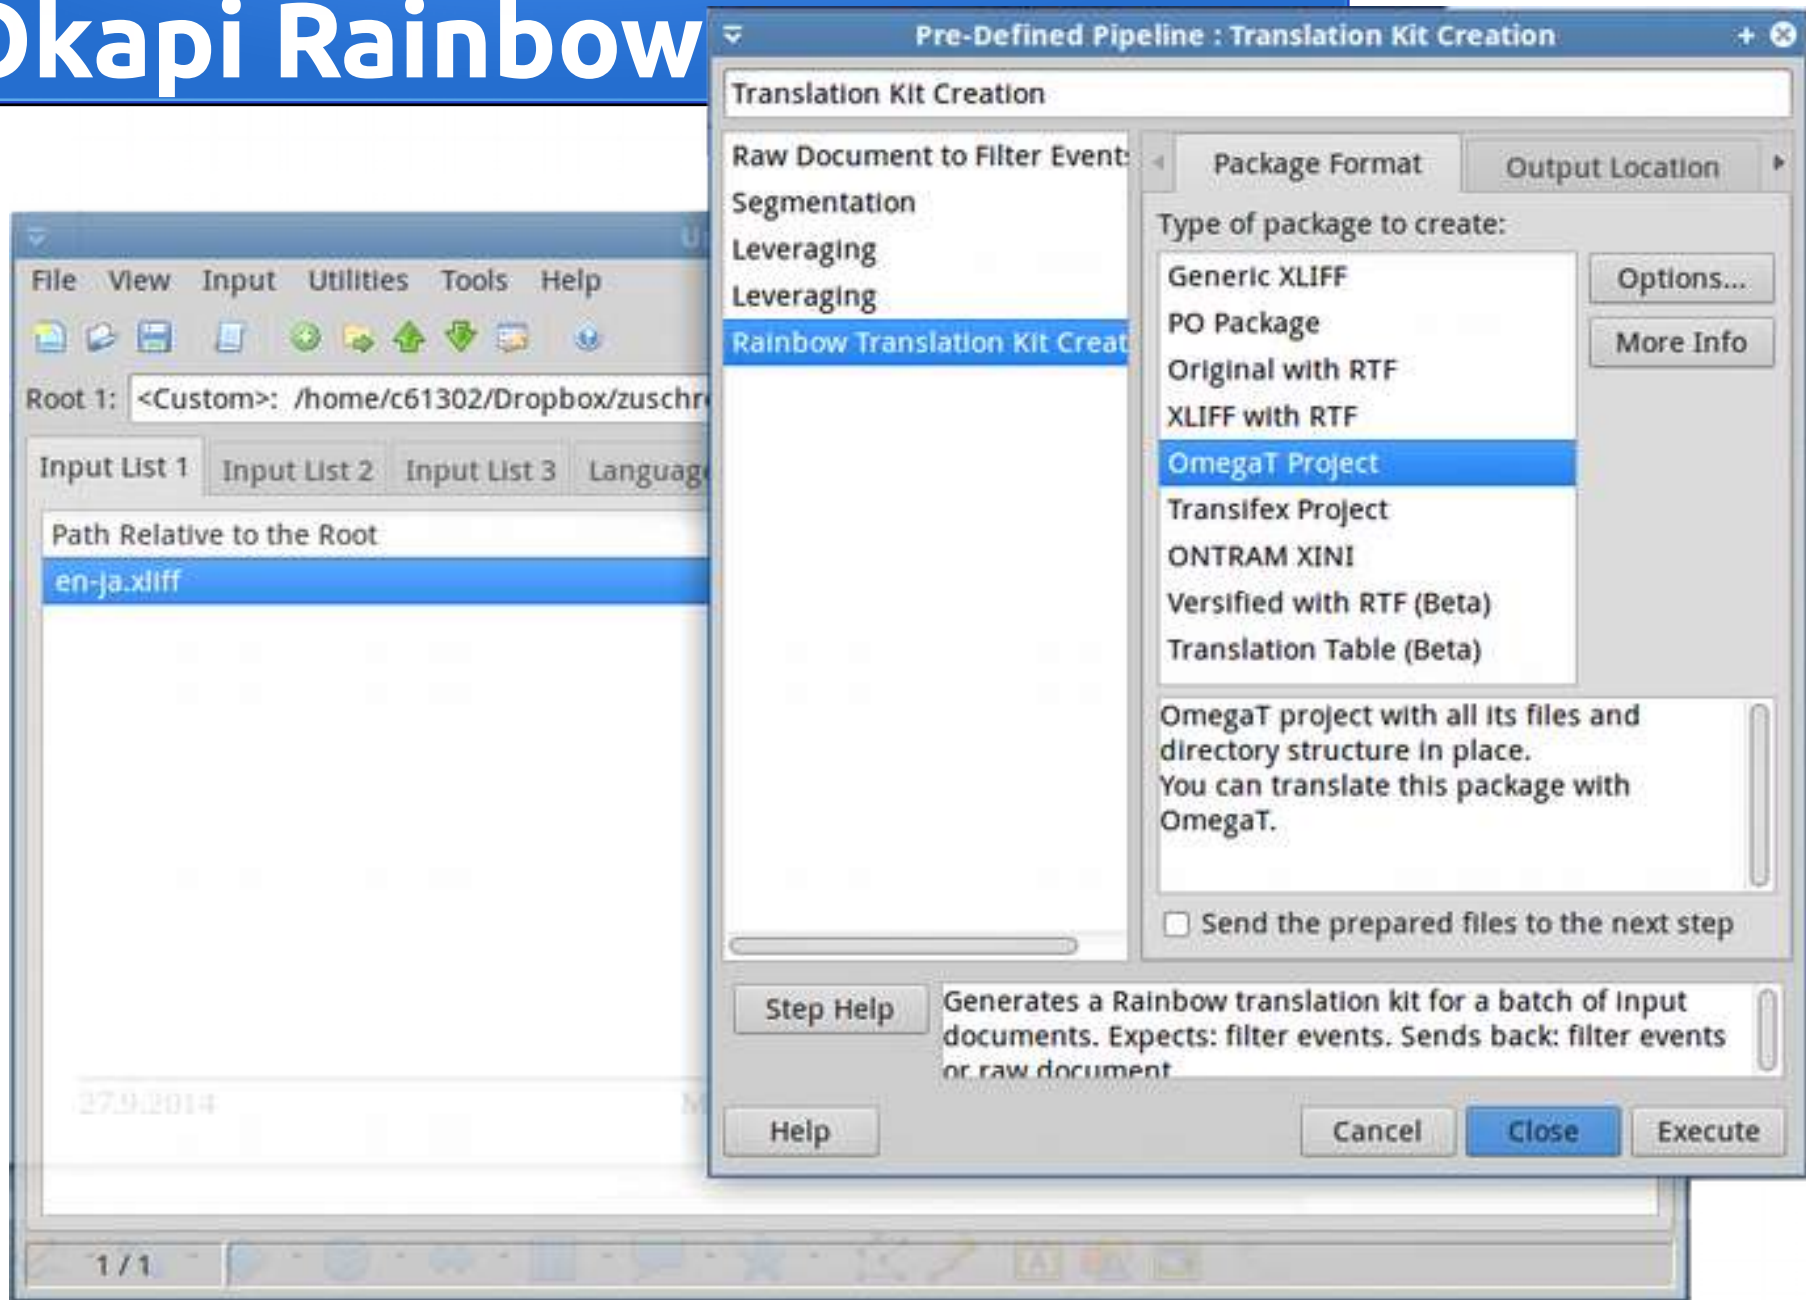 Okapi Rainbow
Pre-Defined Pipeline : Translation Kit Creation
Translation Kit Creation
Raw Document to Filter Events
Segmentation
Leveraging
Leveraging
Rainbow Translation Kit Creat
Package Format
Output Location
Type of package to create:
Generic XLIFF
PO Package
Original with RTF
XLIFF with RTF
OmegaT Project
Transifex Project
ONTRAM XINI
Versified with RTF (Beta)
Translation Table (Beta)
Options...
More Info
OmegaT project with all its files and
directory structure in place.
You can translate this package with
OmegaT.
Send the prepared files to the next step
Step Help
Generates a Rainbow translation kit for a batch of input
documents. Expects: filter events. Sends back: filter events
or raw document
Help
Cancel
Close
Execute
File View Input Utilities Tools Help
Root 1: <Custom>: /home/c61302/Dropbox/zuschr
Input List 1
Input List 2
Input List 3
Language
Path Relative to the Root
en-ja.xliff
27.9.2014
1 / 1